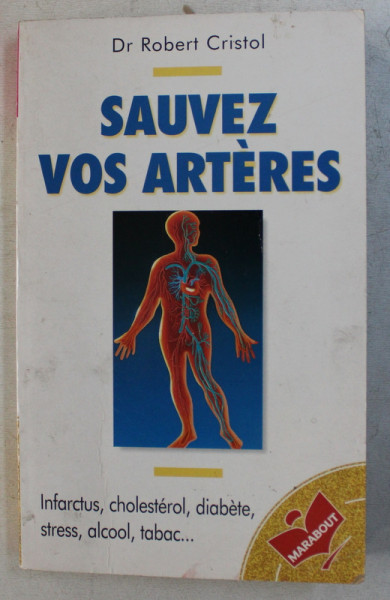 Dr Robert Cristol
SAUVEZ
VOS ARTÈRES
Infarctus, cholestérol, diabète,
stress, alcool, tabac...
MARABOUT